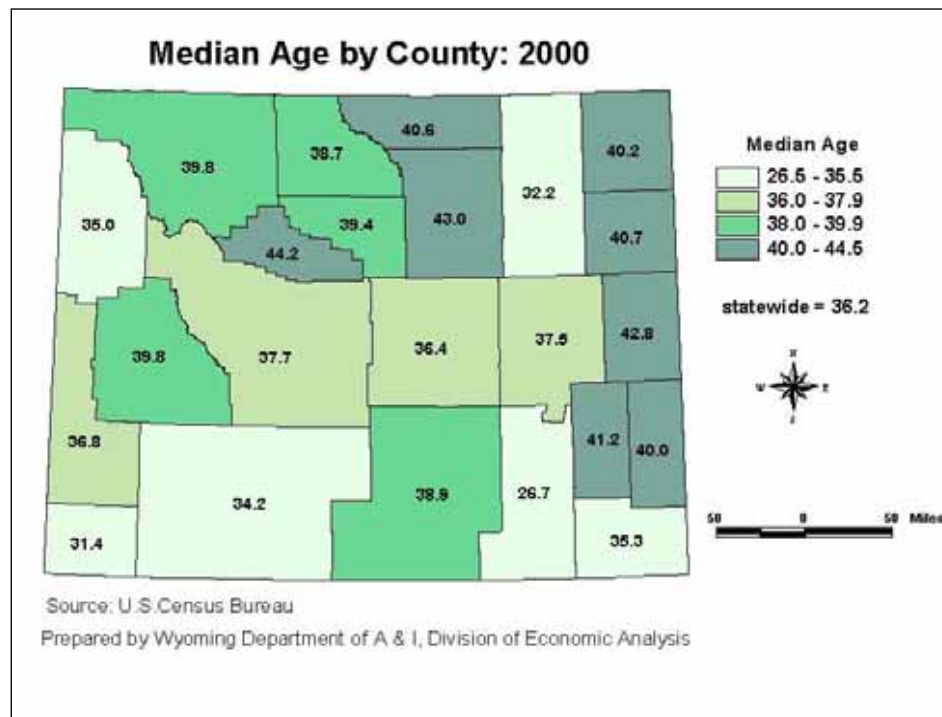 Median Age by County: 2000
40.6
40.2
38.7
39.8
32.2
35.0
39.4
43.0
40.7
44.2
Median Age
26.5 - 35.5
36.0 - 37.9
38.0 - 39.9
40.0 - 44.5
statewide = 36.2
42.8
37.5
36.4
39.8
37.7
N
W E
36.8
41.2
40.0
34.2
38.9
26.7
31.4
35.3
50 0 50 Miles
Source: U.S.Census Bureau
Prepared by Wyoming Department of A & I, Division of Economic Analysis